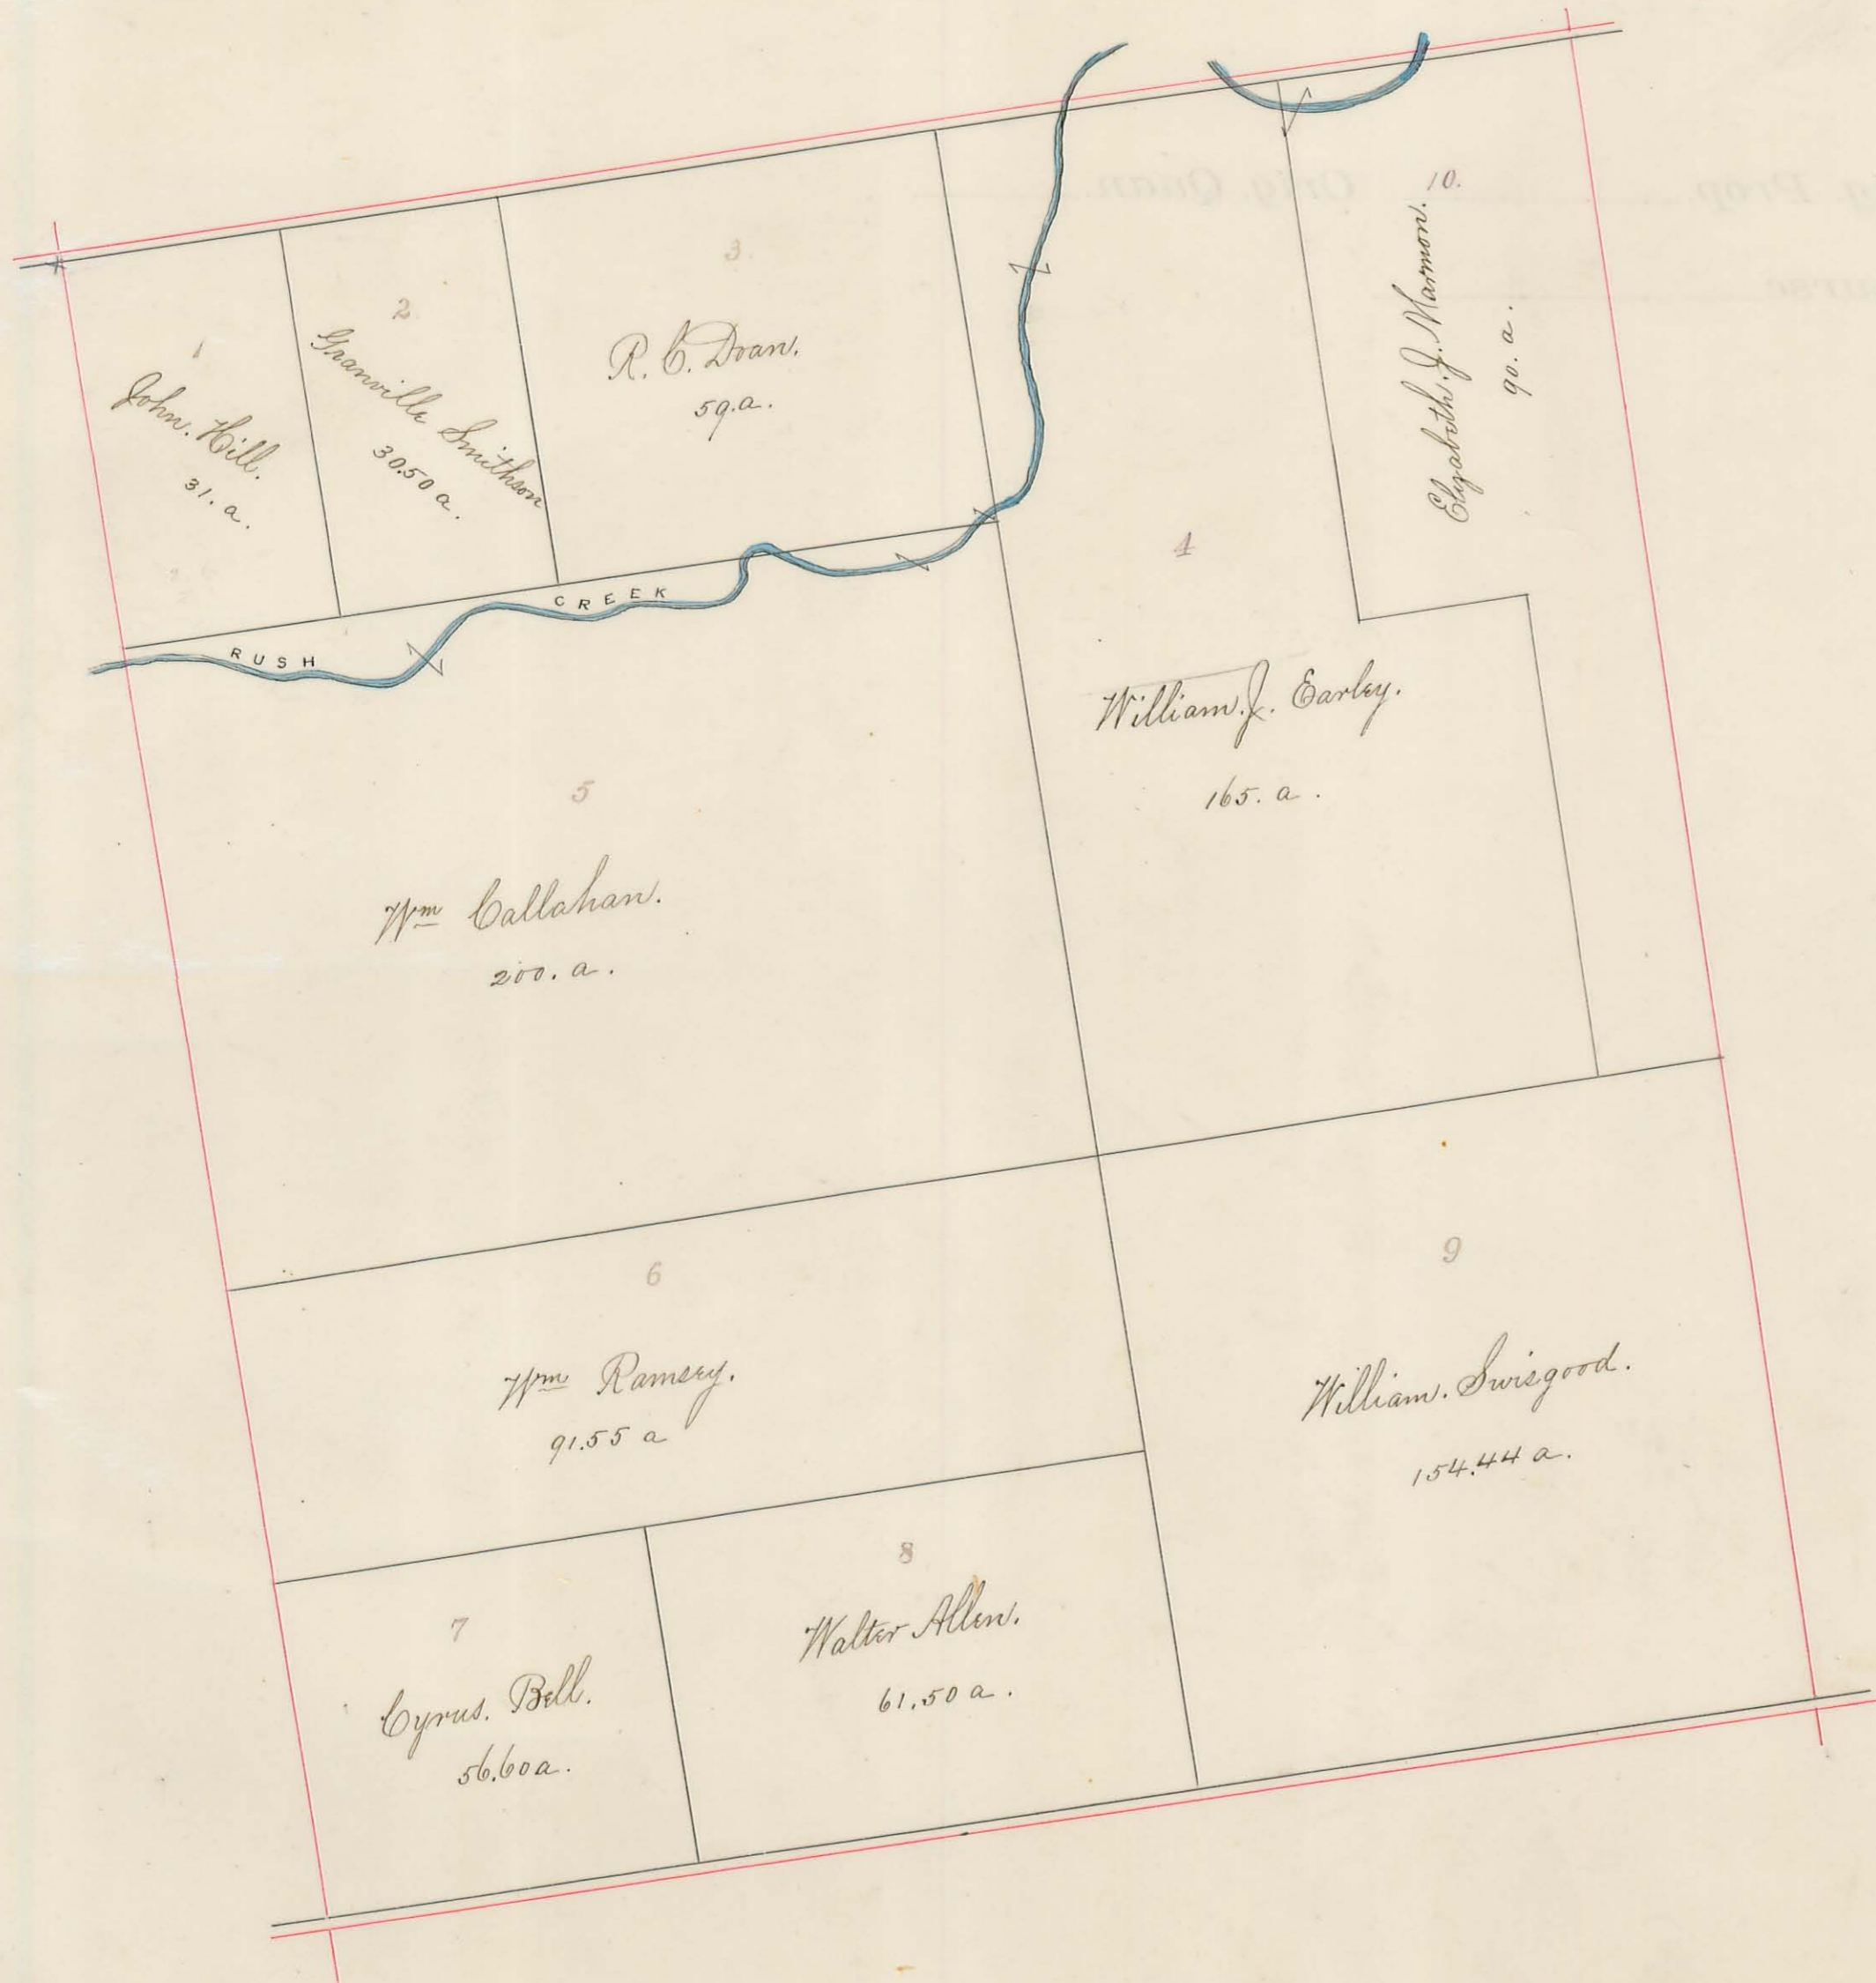 1
John. Hill.
31. a.
2
Granville Smithson
30.50 a.
3
R. C. Doan.
59. a.
10.
Elizabeth. J. Marmon.
90. a.
RUSH CREEK
4
William. J. Earley.
165. a.
5
Wm Callahan.
200. a.
6
Wm Ramsey.
91.55 a
9
William. Swisgood.
154.44 a.
7
Cyrus. Bell.
56.60 a.
8
Walter Allen.
61.50 a.